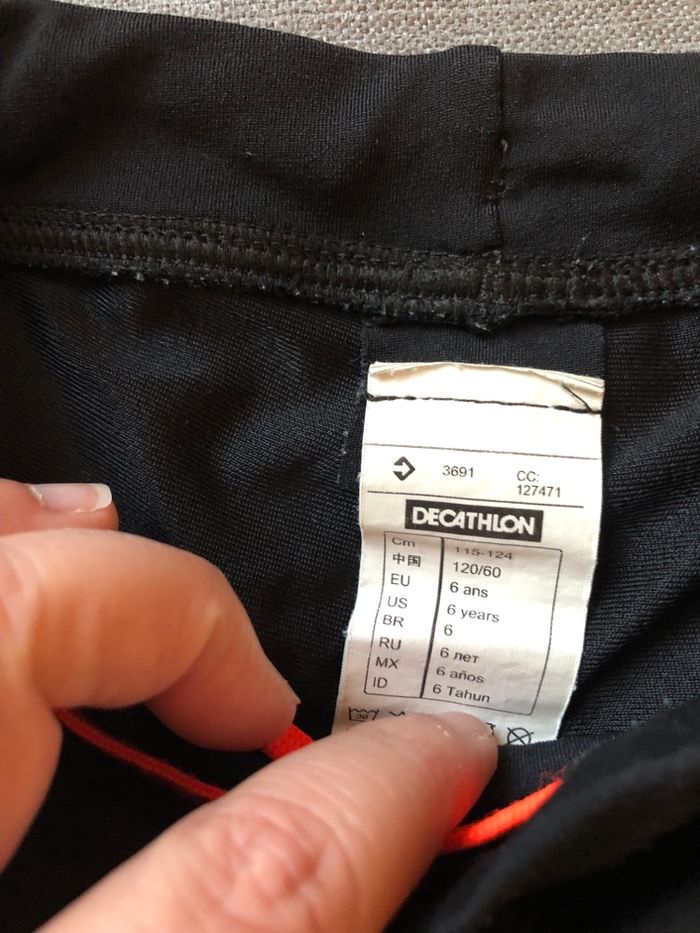 3691
CC:
127471
DECATHLON
Cm 115-124
中国 120/60
EU 6 ans
US 6 years
BR 6
RU 6 лет
MX 6 años
ID 6 Tahun
30